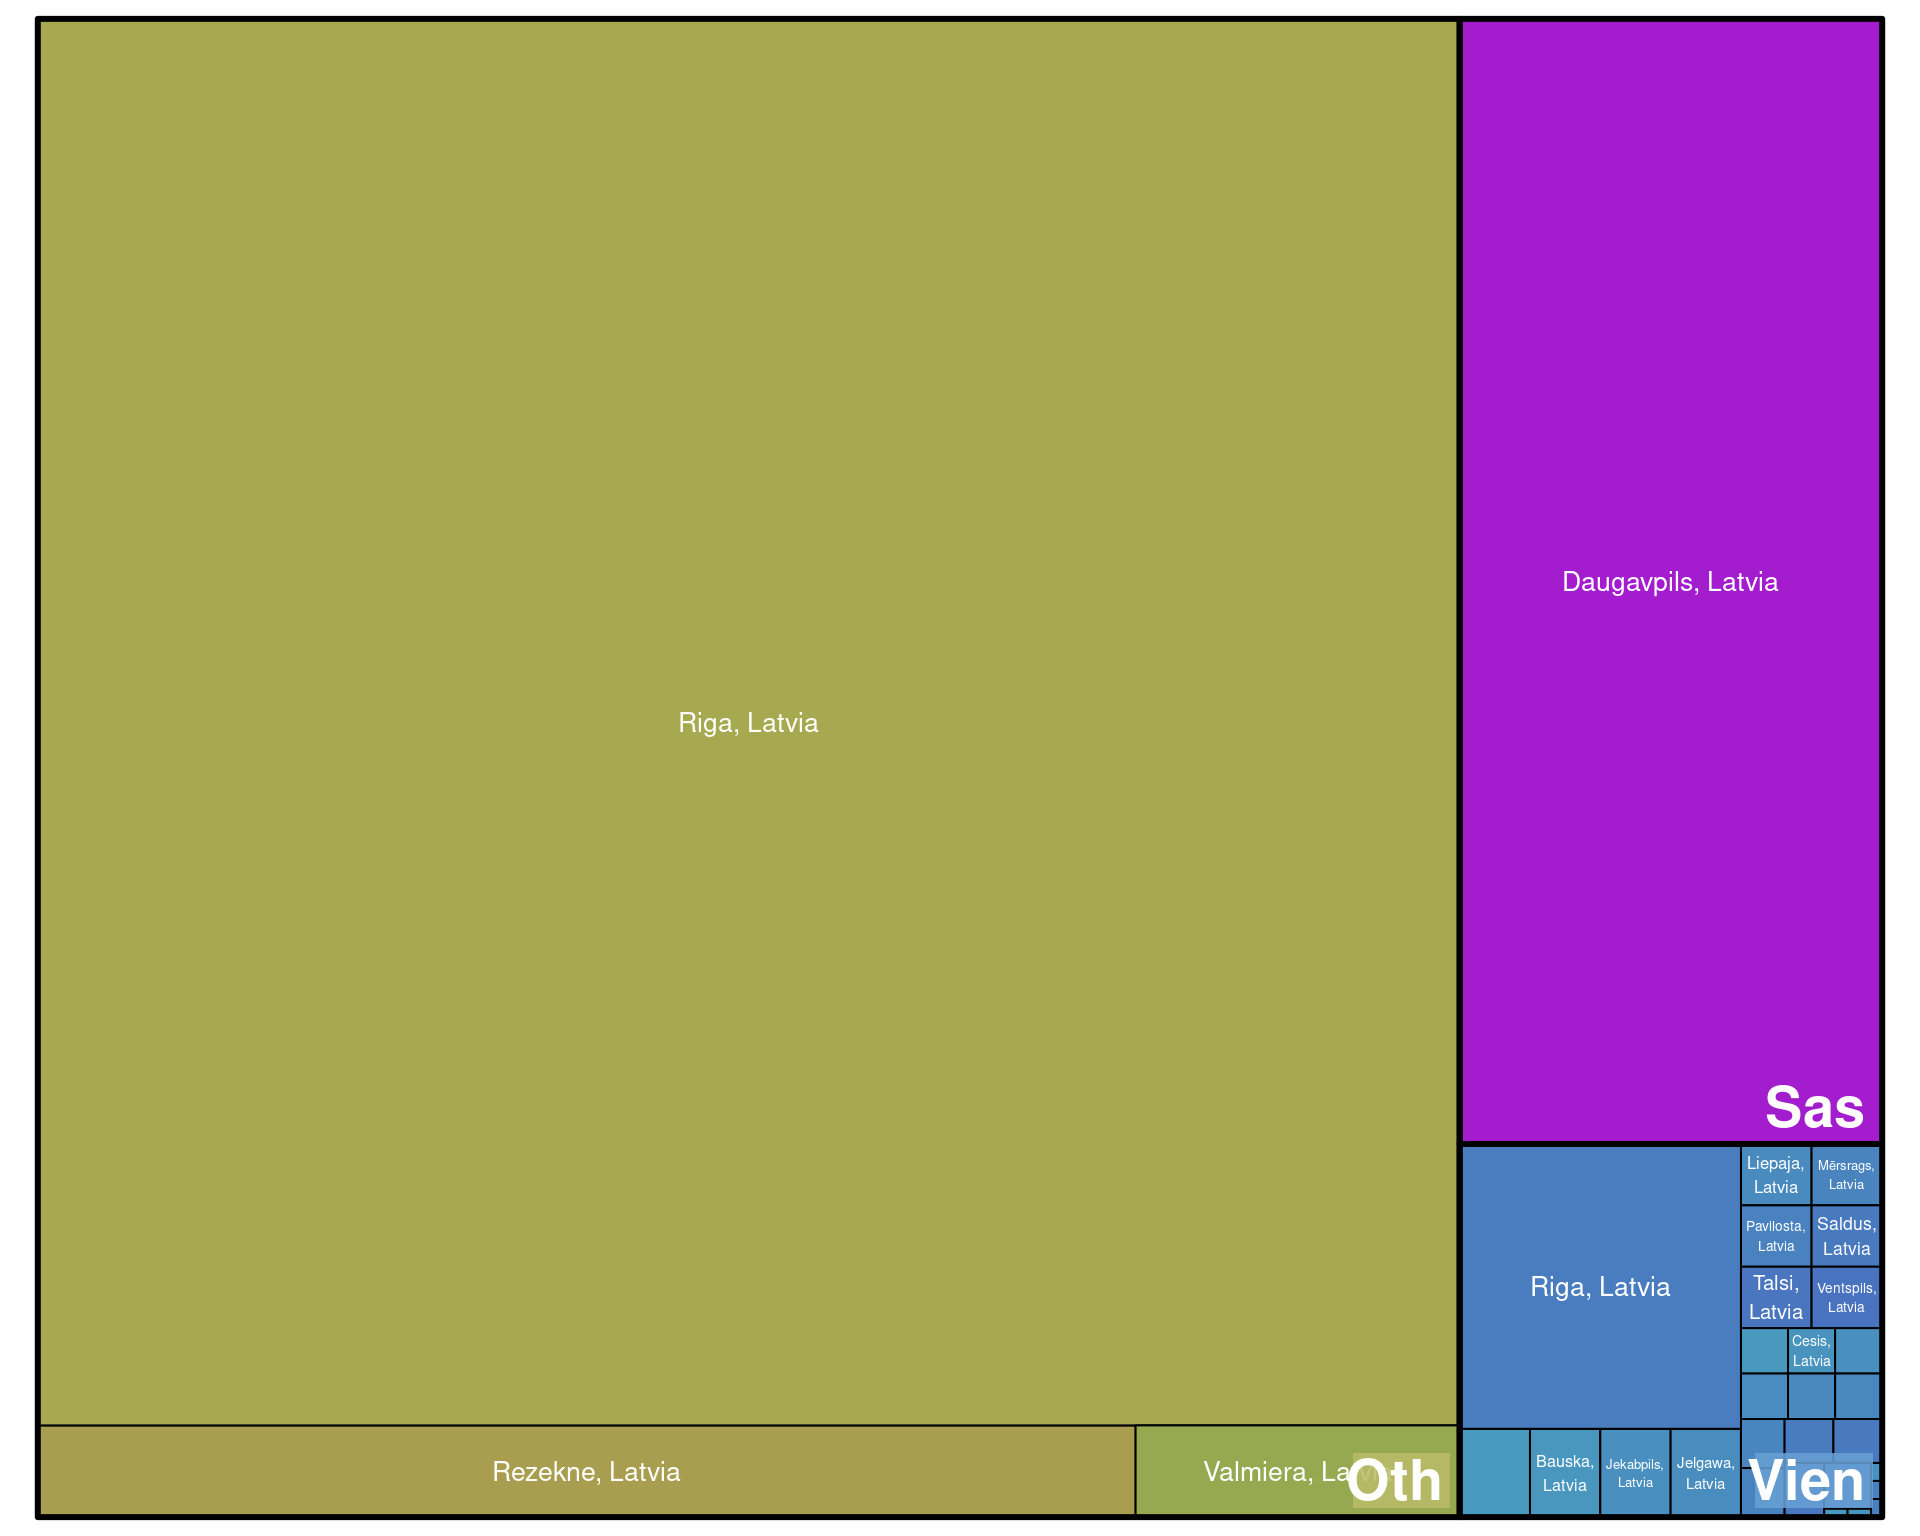 Riga, Latvia
Rezekne, Latvia
Valmiera, La
Oth
Daugavpils, Latvia
Sas
Riga, Latvia
Liepaja,
Latvia
Mērsrags,
Latvia
Pavilosta,
Latvia
Saldus,
Latvia
Talsi,
Latvia
Ventspils,
Latvia
Cesis,
Latvia
Bauska,
Latvia
Jekabpils,
Latvia
Jelgawa,
Latvia
Vien